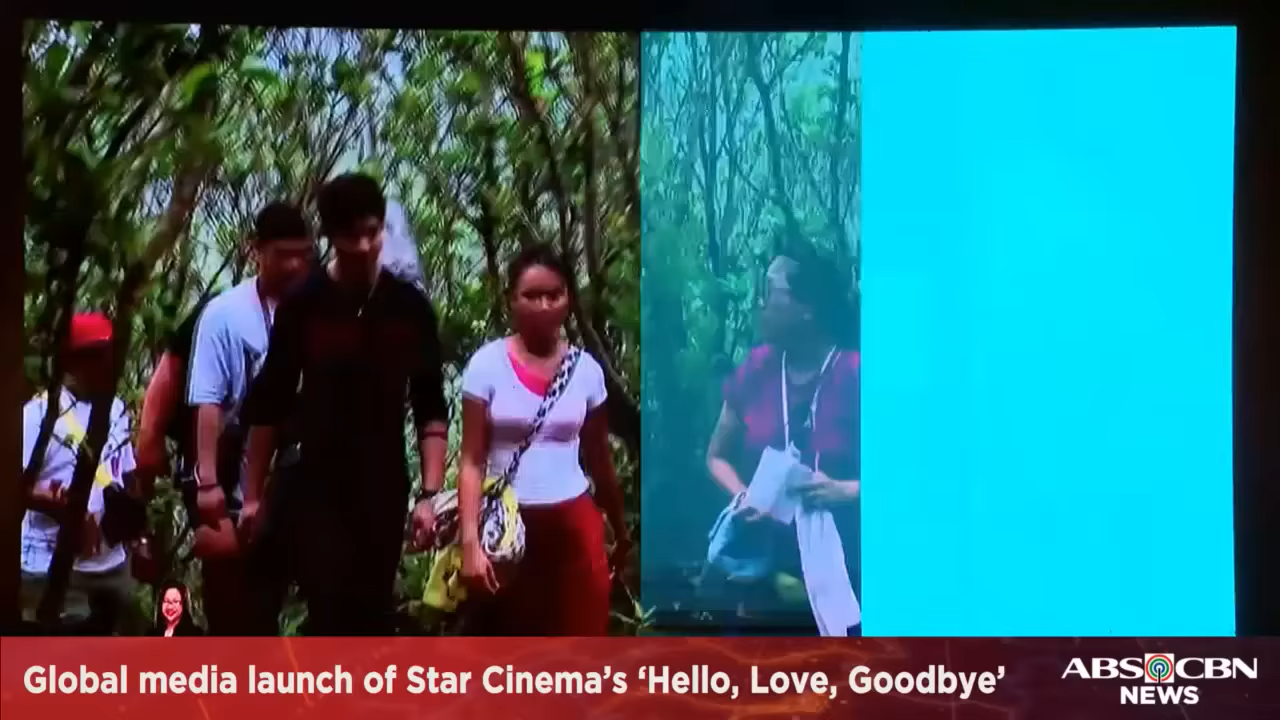 Global media launch of Star Cinema’s ‘Hello, Love, Goodbye’
ABS CBN
NEWS